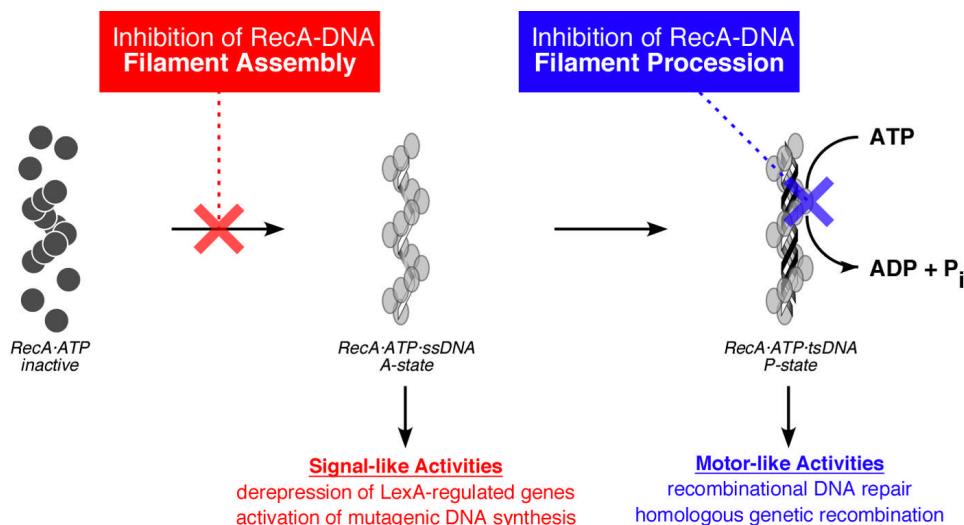 Inhibition of RecA-DNA
Filament Assembly
Inhibition of RecA-DNA
Filament Procession
ATP
ADP + Pi
RecA·ATP
inactive
RecA·ATP·ssDNA
A-state
RecA·ATP·tsDNA
P-state
Signal-like Activities
derepression of LexA-regulated genes
activation of mutagenic DNA synthesis
Motor-like Activities
recombinational DNA repair
homologous genetic recombination